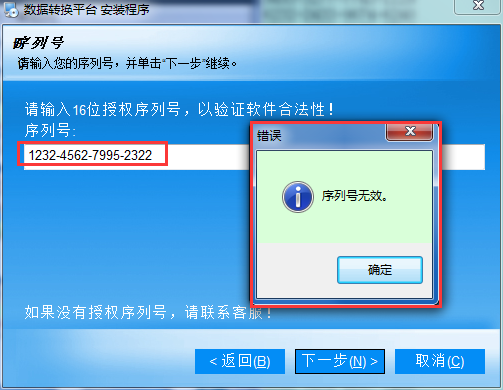 数据转换平台 安装程序
序列号
请输入您的序列号，并单击“下一步”继续。
请输入16位授权序列号，以验证软件合法性！
序列号:
1232-4562-7995-2322
错误
序列号无效。
确定
如果没有授权序列号，请联系客服！
< 返回(B)
下一步(N) >
取消(C)